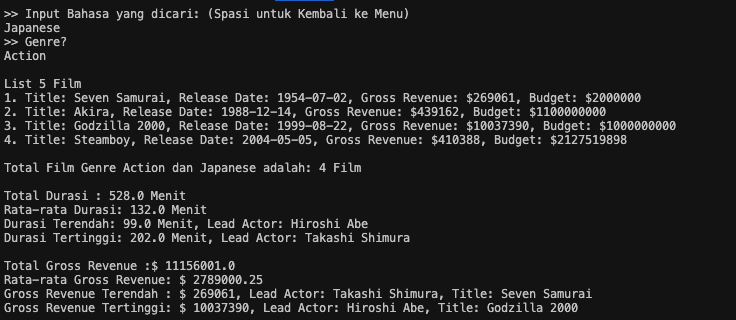 >> Input Bahasa yang dicari: (Spasi untuk Kembali ke Menu)
Japanese
>> Genre?
Action
List 5 Film
1. Title: Seven Samurai, Release Date: 1954-07-02, Gross Revenue: $269061, Budget: $2000000
2. Title: Akira, Release Date: 1988-12-14, Gross Revenue: $439162, Budget: $1100000000
3. Title: Godzilla 2000, Release Date: 1999-08-22, Gross Revenue: $10037390, Budget: $1000000000
4. Title: Steamboy, Release Date: 2004-05-05, Gross Revenue: $410388, Budget: $2127519898
Total Film Genre Action dan Japanese adalah: 4 Film
Total Durasi : 528.0 Menit
Rata-rata Durasi: 132.0 Menit
Durasi Terendah: 99.0 Menit, Lead Actor: Hiroshi Abe
Durasi Tertinggi: 202.0 Menit, Lead Actor: Takashi Shimura
Total Gross Revenue :$ 11156001.0
Rata-rata Gross Revenue: $ 2789000.25
Gross Revenue Terendah : $ 269061, Lead Actor: Takashi Shimura, Title: Seven Samurai
Gross Revenue Tertinggi: $ 10037390, Lead Actor: Hiroshi Abe, Title: Godzilla 2000